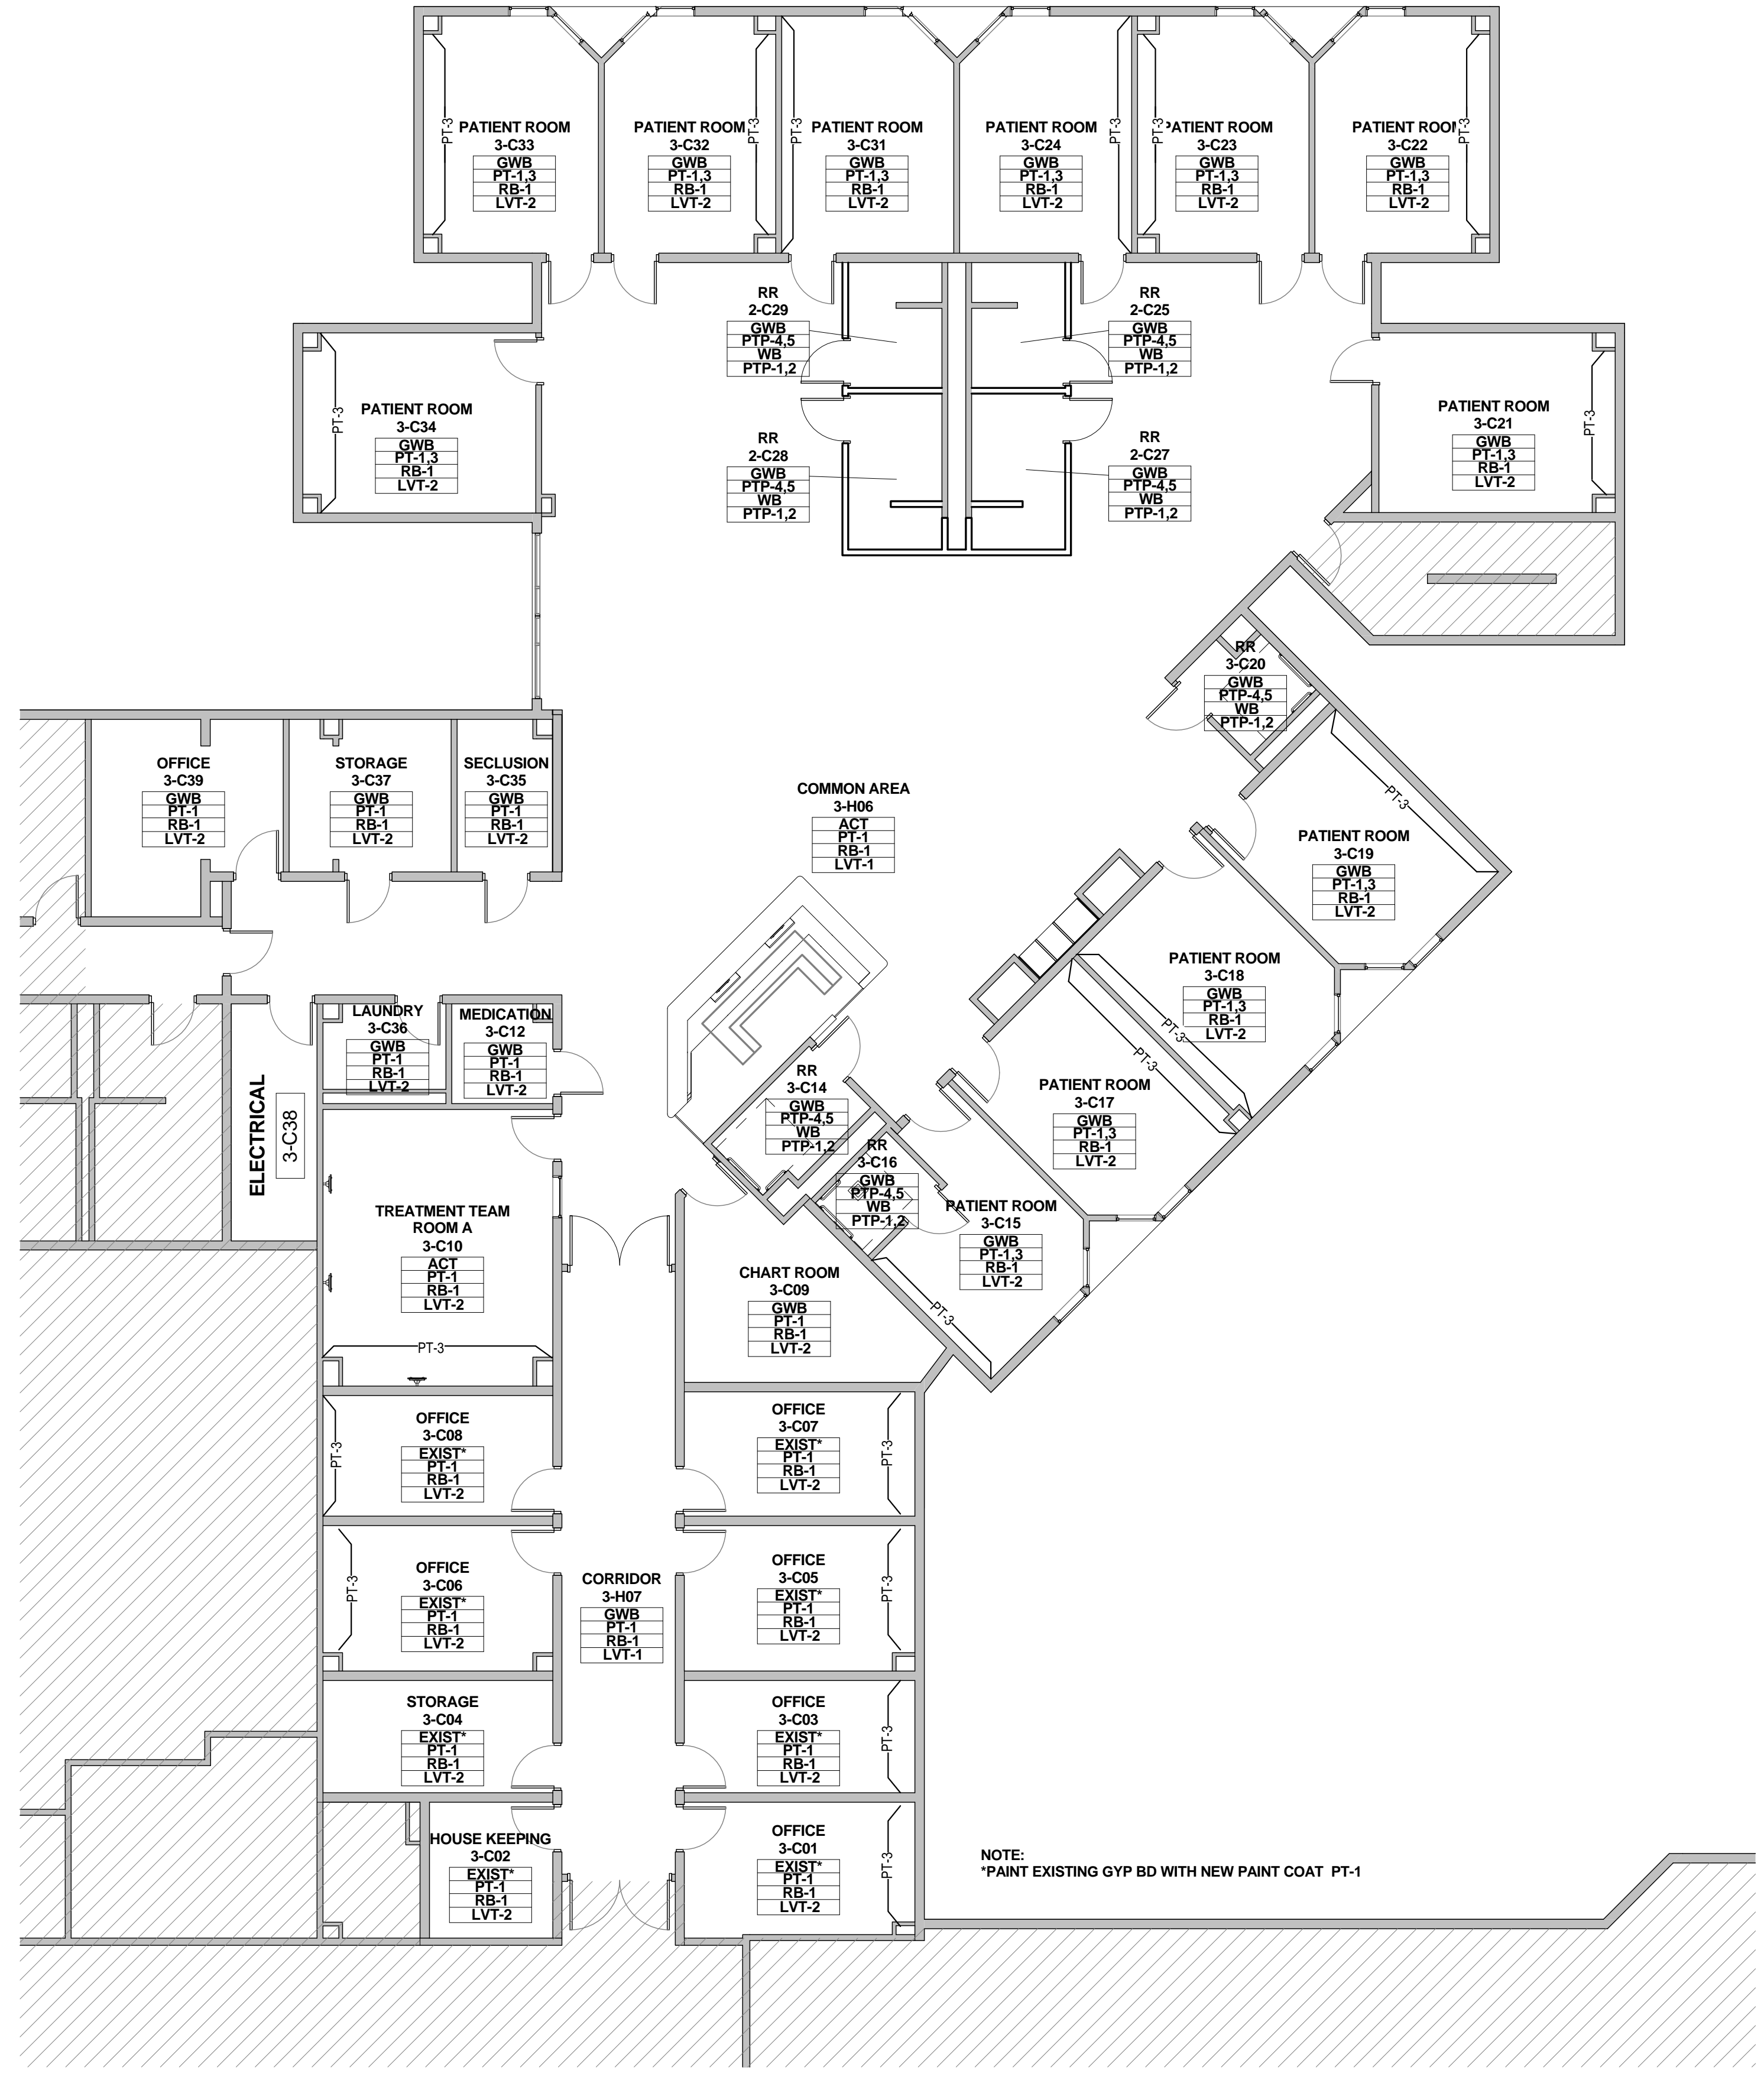 PATIENT ROOM
3-C33
GWB
PT-1,3
RB-1
LVT-2
PT-3
PATIENT ROOM
3-C32
GWB
PT-1,3
RB-1
LVT-2
PT-3
PATIENT ROOM
3-C31
GWB
PT-1,3
RB-1
LVT-2
PT-3
PATIENT ROOM
3-C24
GWB
PT-1,3
RB-1
LVT-2
PT-3
PATIENT ROOM
3-C23
GWB
PT-1,3
RB-1
LVT-2
PT-3
PATIENT ROOM
3-C22
GWB
PT-1,3
RB-1
LVT-2
PT-3
RR
2-C29
GWB
PTP-4,5
WB
PTP-1,2
RR
2-C25
GWB
PTP-4,5
WB
PTP-1,2
PATIENT ROOM
3-C34
GWB
PT-1,3
RB-1
LVT-2
PT-3
RR
2-C28
GWB
PTP-4,5
WB
PTP-1,2
RR
2-C27
GWB
PTP-4,5
WB
PTP-1,2
PATIENT ROOM
3-C21
GWB
PT-1,3
RB-1
LVT-2
PT-3
RR
3-C20
GWB
PTP-4,5
WB
PTP-1,2
OFFICE
3-C39
GWB
PT-1
RB-1
LVT-2
STORAGE
3-C37
GWB
PT-1
RB-1
LVT-2
SECLUSION
3-C35
GWB
PT-1
RB-1
LVT-2
COMMON AREA
3-H06
ACT
PT-1
RB-1
LVT-1
PATIENT ROOM
3-C19
GWB
PT-1,3
RB-1
LVT-2
PT-3
PATIENT ROOM
3-C18
GWB
PT-1,3
RB-1
LVT-2
PT-3
LAUNDRY
3-C36
GWB
PT-1
RB-1
LVT-2
MEDICATION
3-C12
GWB
PT-1
RB-1
LVT-2
ELECTRICAL
3-C38
RR
3-C14
GWB
PTP-4,5
WB
PTP-1,2
PATIENT ROOM
3-C17
GWB
PT-1,3
RB-1
LVT-2
PT-3
RR
3-C16
GWB
PTP-4,5
WB
PTP-1,2
PATIENT ROOM
3-C15
GWB
PT-1,3
RB-1
LVT-2
PT-3
TREATMENT TEAM
ROOM A
3-C10
ACT
PT-1
RB-1
LVT-2
PT-3
CHART ROOM
3-C09
GWB
PT-1
RB-1
LVT-2
OFFICE
3-C08
EXIST*
PT-1
RB-1
LVT-2
PT-3
OFFICE
3-C07
EXIST*
PT-1
RB-1
LVT-2
PT-3
OFFICE
3-C06
EXIST*
PT-1
RB-1
LVT-2
PT-3
CORRIDOR
3-H07
GWB
PT-1
RB-1
LVT-1
OFFICE
3-C05
EXIST*
PT-1
RB-1
LVT-2
PT-3
STORAGE
3-C04
EXIST*
PT-1
RB-1
LVT-2
OFFICE
3-C03
EXIST*
PT-1
RB-1
LVT-2
PT-3
HOUSE KEEPING
3-C02
EXIST*
PT-1
RB-1
LVT-2
OFFICE
3-C01
EXIST*
PT-1
RB-1
LVT-2
PT-3
NOTE:
*PAINT EXISTING GYP BD WITH NEW PAINT COAT PT-1